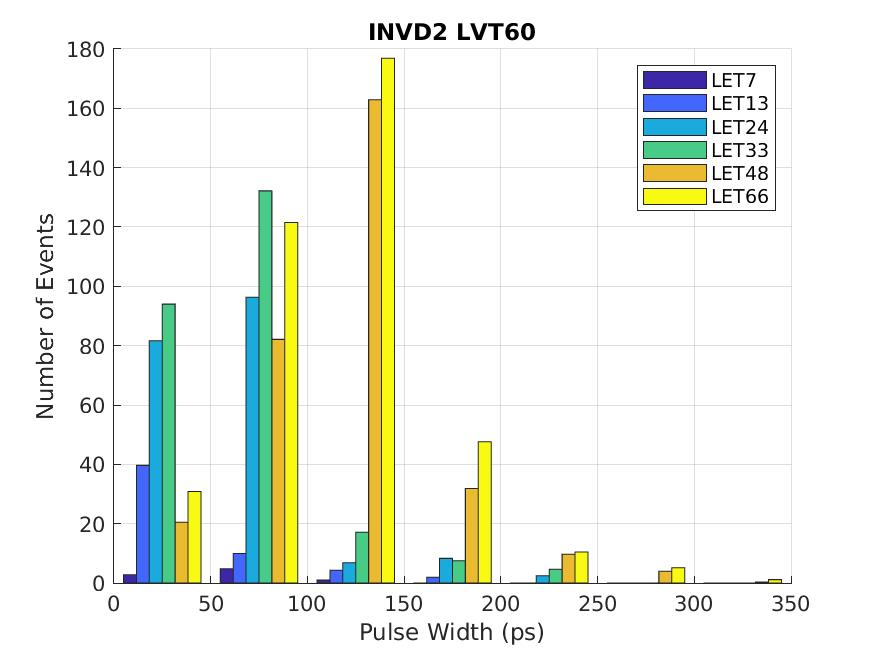 INVD2 LVT60
Number of Events
180
160
140
120
100
80
60
40
20
0
0 50 100 150 200 250 300 350
Pulse Width (ps)
LET7
LET13
LET24
LET33
LET48
LET66